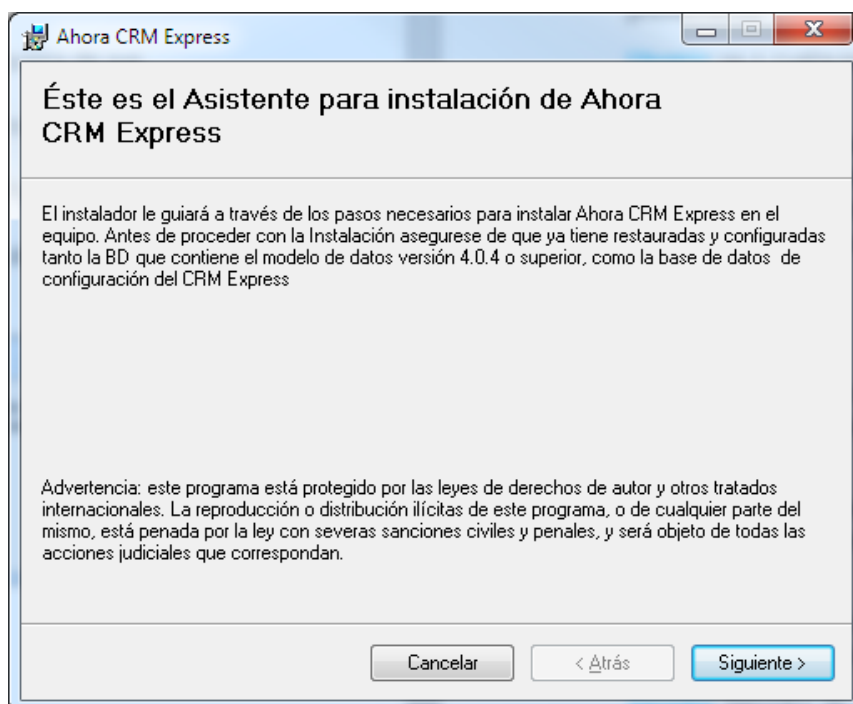 Ahora CRM Express
Éste es el Asistente para instalación de Ahora
CRM Express
El instalador le guiará a través de los pasos necesarios para instalar Ahora CRM Express en el
equipo. Antes de proceder con la Instalación asegurese de que ya tiene restauradas y configuradas
tanto la BD que contiene el modelo de datos versión 4.0.4 o superior, como la base de datos de
configuración del CRM Express
Advertencia: este programa está protegido por las leyes de derechos de autor y otros tratados
internacionales. La reproducción o distribución ilícitas de este programa, o de cualquier parte del
mismo, está penada por la ley con severas sanciones civiles y penales, y será objeto de todas las
acciones judiciales que correspondan.
Cancelar < Atrás Siguiente >